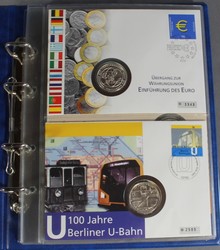 ÜBERGANG ZUR
WÄHRUNGSUNION
EINFÜHRUNG DES EURO
U
U 100 Jahre
Berliner U-Bahn